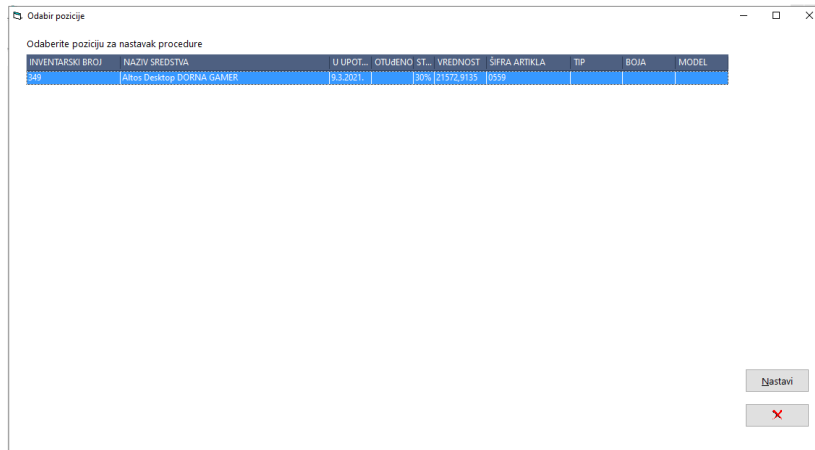 Odabir pozicije
Odaberite poziciju za nastavak procedure
INVENTARSKI BROJ NAZIV SREDSTVA U UPOT... OTUđENO ST... VREDNOST ŠIFRA ARTIKLA TIP BOJA MODEL
349 Altos Desktop DORNA GAMER 9.3.2021. 30% 21572,9135 0559
Nastavi